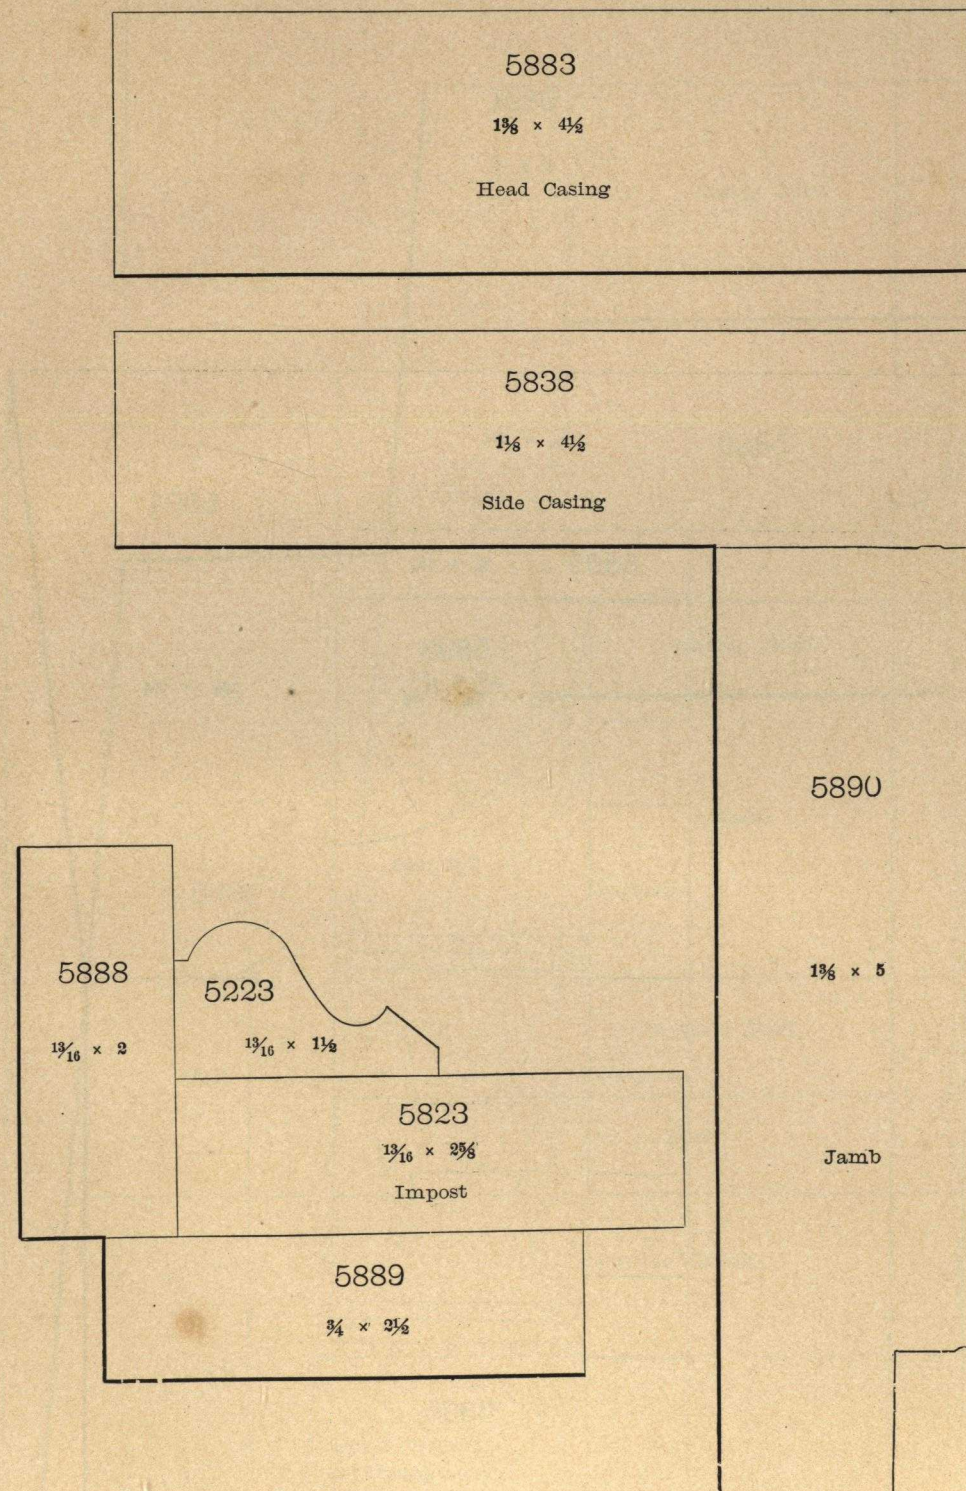 5883
1⅜ × 4½
Head Casing
5838
1⅛ × 4½
Side Casing
5890
1⅜ × 5
Jamb
5888
13/16 × 2
5223
13/16 × 1½
5823
13/16 × 2⅝
Impost
5889
¾ × 2½